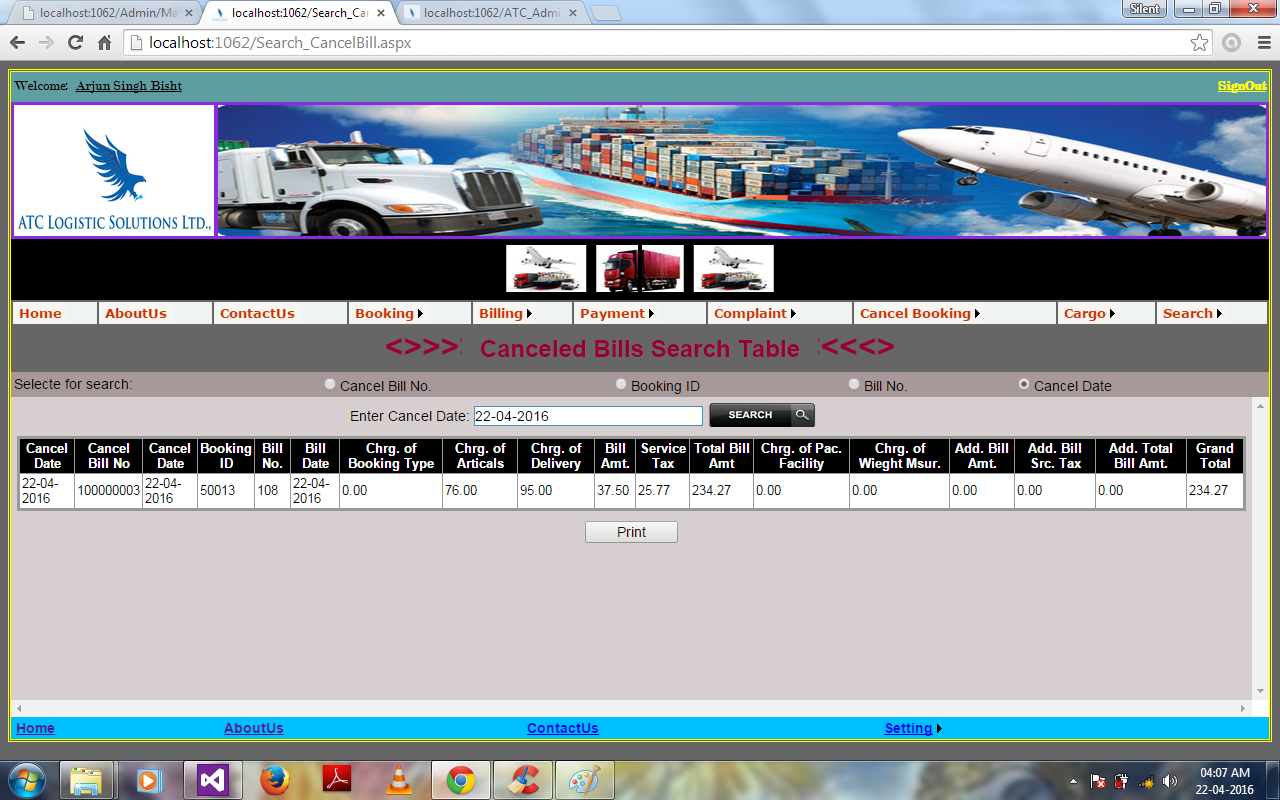 localhost:1062/Admin/Ma
localhost:1062/Search_Ca
localhost:1062/ATC_Admi
Silent
localhost:1062/Search_CancelBill.aspx
Welcome: Arjun Singh Bisht
SignOut
ATC LOGISTIC SOLUTIONS LTD.,
Home AboutUs ContactUs Booking Billing Payment Complaint Cancel Booking Cargo Search
<>>>: Canceled Bills Search Table :<<<>
Selecte for search: Cancel Bill No. Booking ID Bill No. Cancel Date
Enter Cancel Date: 22-04-2016 SEARCH
Cancel Date Cancel Bill No Cancel Date Booking ID Bill No. Bill Date Chrg. of Booking Type Chrg. of Articals Chrg. of Delivery Bill Amt. Service Tax Total Bill Amt Chrg. of Pac. Facility Chrg. of Wieght Msur. Add. Bill Amt. Add. Bill Src. Tax Add. Total Bill Amt. Grand Total
22-04-2016 100000003 22-04-2016 50013 108 22-04-2016 0.00 76.00 95.00 37.50 25.77 234.27 0.00 0.00 0.00 0.00 0.00 234.27
Print
Home AboutUs ContactUs Setting
04:07 AM
22-04-2016